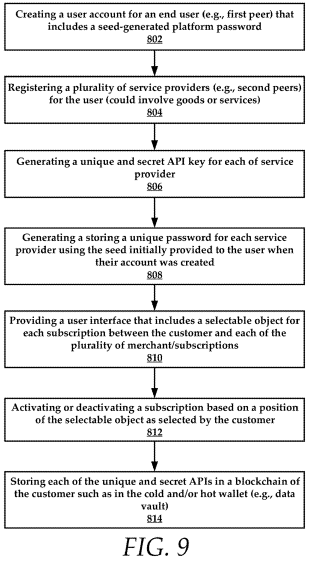 Creating a user account for an end user (e.g., first peer) that
includes a seed-generated platform password
802
Registering a plurality of service providers (e.g., second peers)
for the user (could involve goods or services)
804
Generating a unique and secret API key for each of service
provider
806
Generating a storing a unique password for each service
provider using the seed initially provided to the user when
their account was created
808
Providing a user interface that includes a selectable object for
each subscription between the customer and each of the
plurality of merchant/subscriptions
810
Activating or deactivating a subscription based on a position
of the selectable object as selected by the customer
812
Storing each of the unique and secret APIs in a blockchain of
the customer such as in the cold and/or hot wallet (e.g., data
vault)
814
FIG. 9